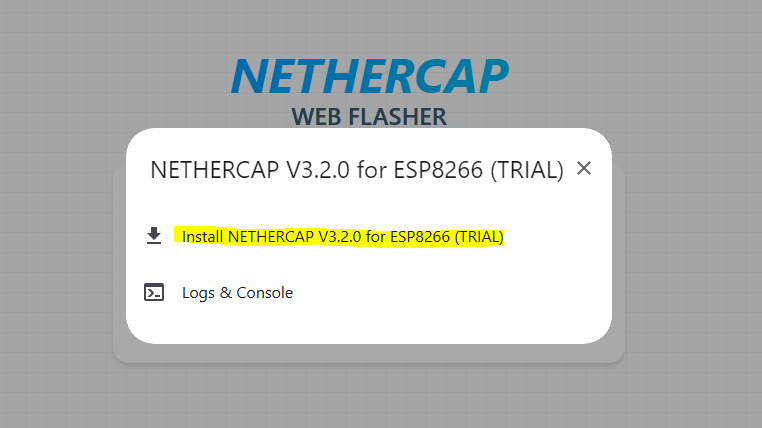 NETHERCAP
WEB FLASHER
NETHERCAP V3.2.0 for ESP8266 (TRIAL)
Install NETHERCAP V3.2.0 for ESP8266 (TRIAL)
Logs & Console